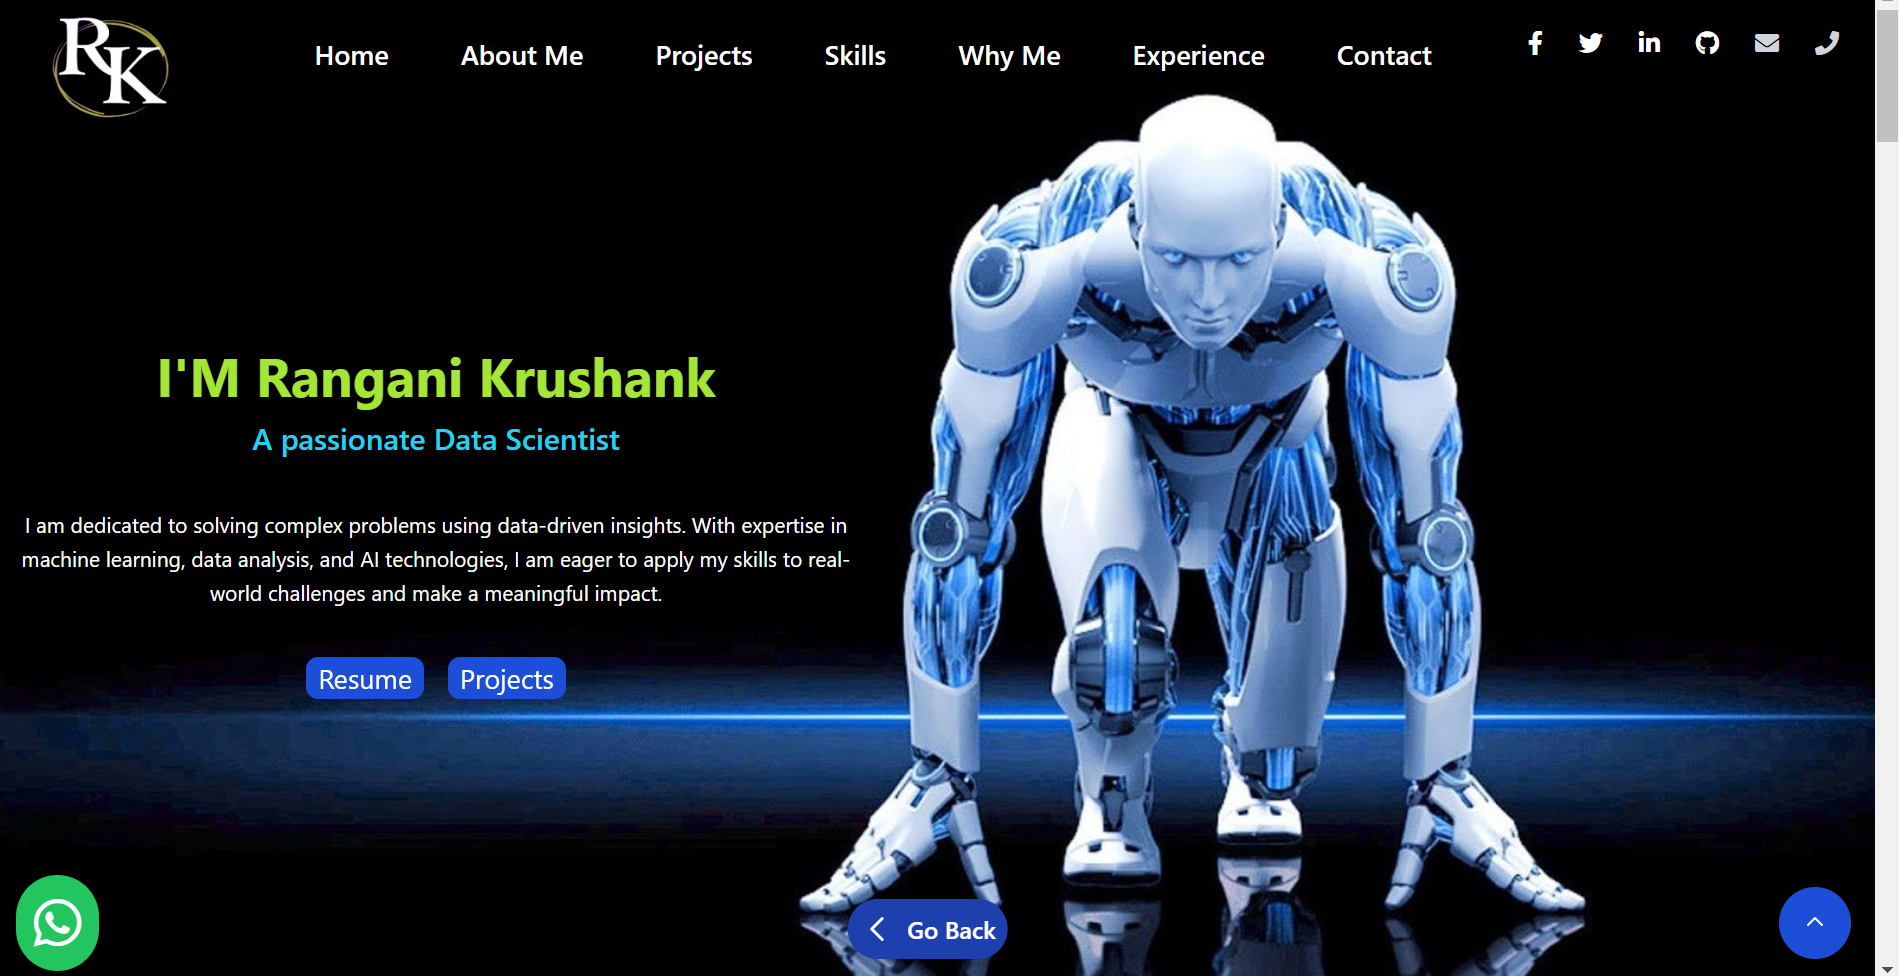 RK
Home About Me Projects Skills Why Me Experience Contact
I'M Rangani Krushank
A passionate Data Scientist
I am dedicated to solving complex problems using data-driven insights. With expertise in
machine learning, data analysis, and AI technologies, I am eager to apply my skills to real-
world challenges and make a meaningful impact.
Resume Projects
Go Back